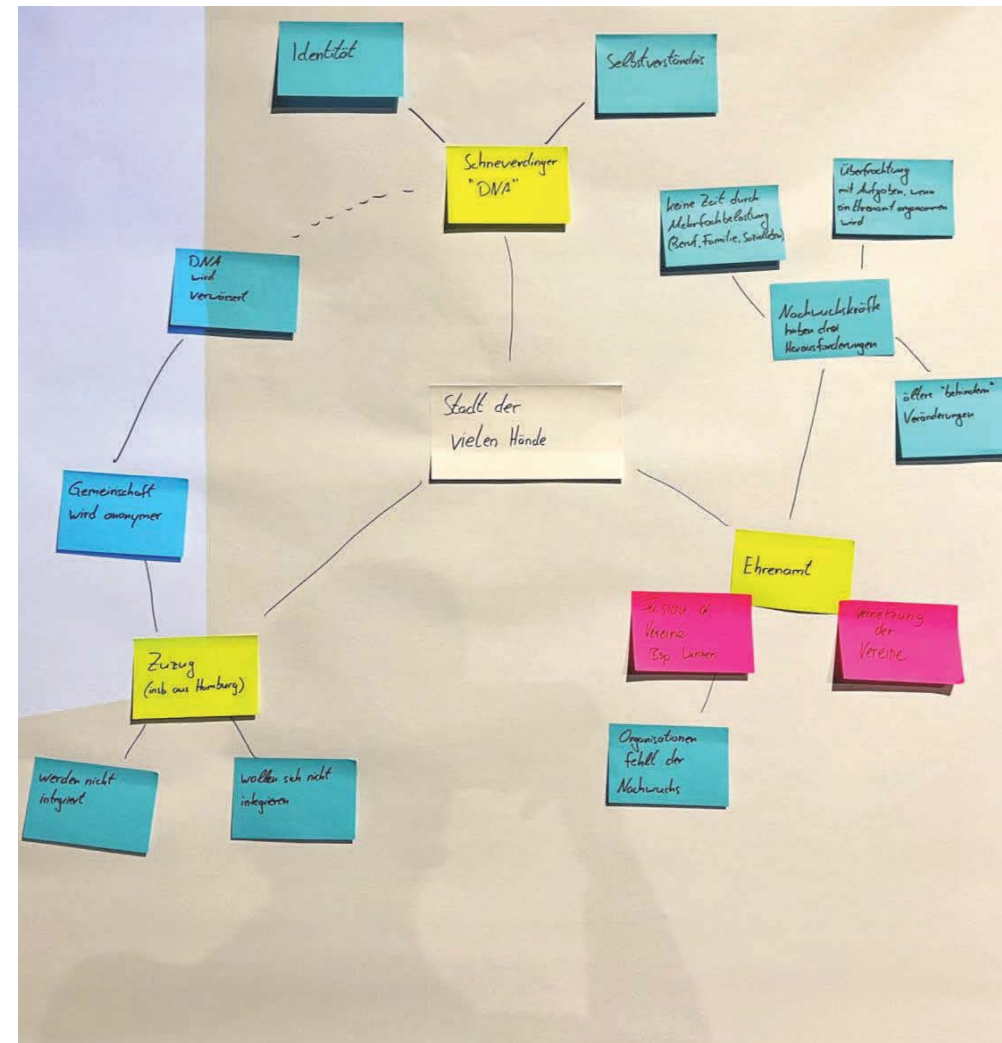 Identität
Selbstverständnis
Schneverdinger
"DNA"
Überfrachtung
mit Aufgaben, wenn
ein Ehrenamt angenommen
wird
keine Zeit durch
Mehrfachbelastung
(Beruf, Familie, Sozialleben)
DNA
wird
verwässert
Nachwuchskräfte
haben drei
Herausforderungen
ältere "behindern"
Veränderungen
Stadt der
vielen Hände
Gemeinschaft
wird anonymer
Ehrenamt
Vereine
Bsp Lünzen
Vernetzung
der
Vereine
Zuzug
(insb aus Hamburg)
Organisationen
fehlt der
Nachwuchs
werden nicht
integriert
wollen sich nicht
integrieren